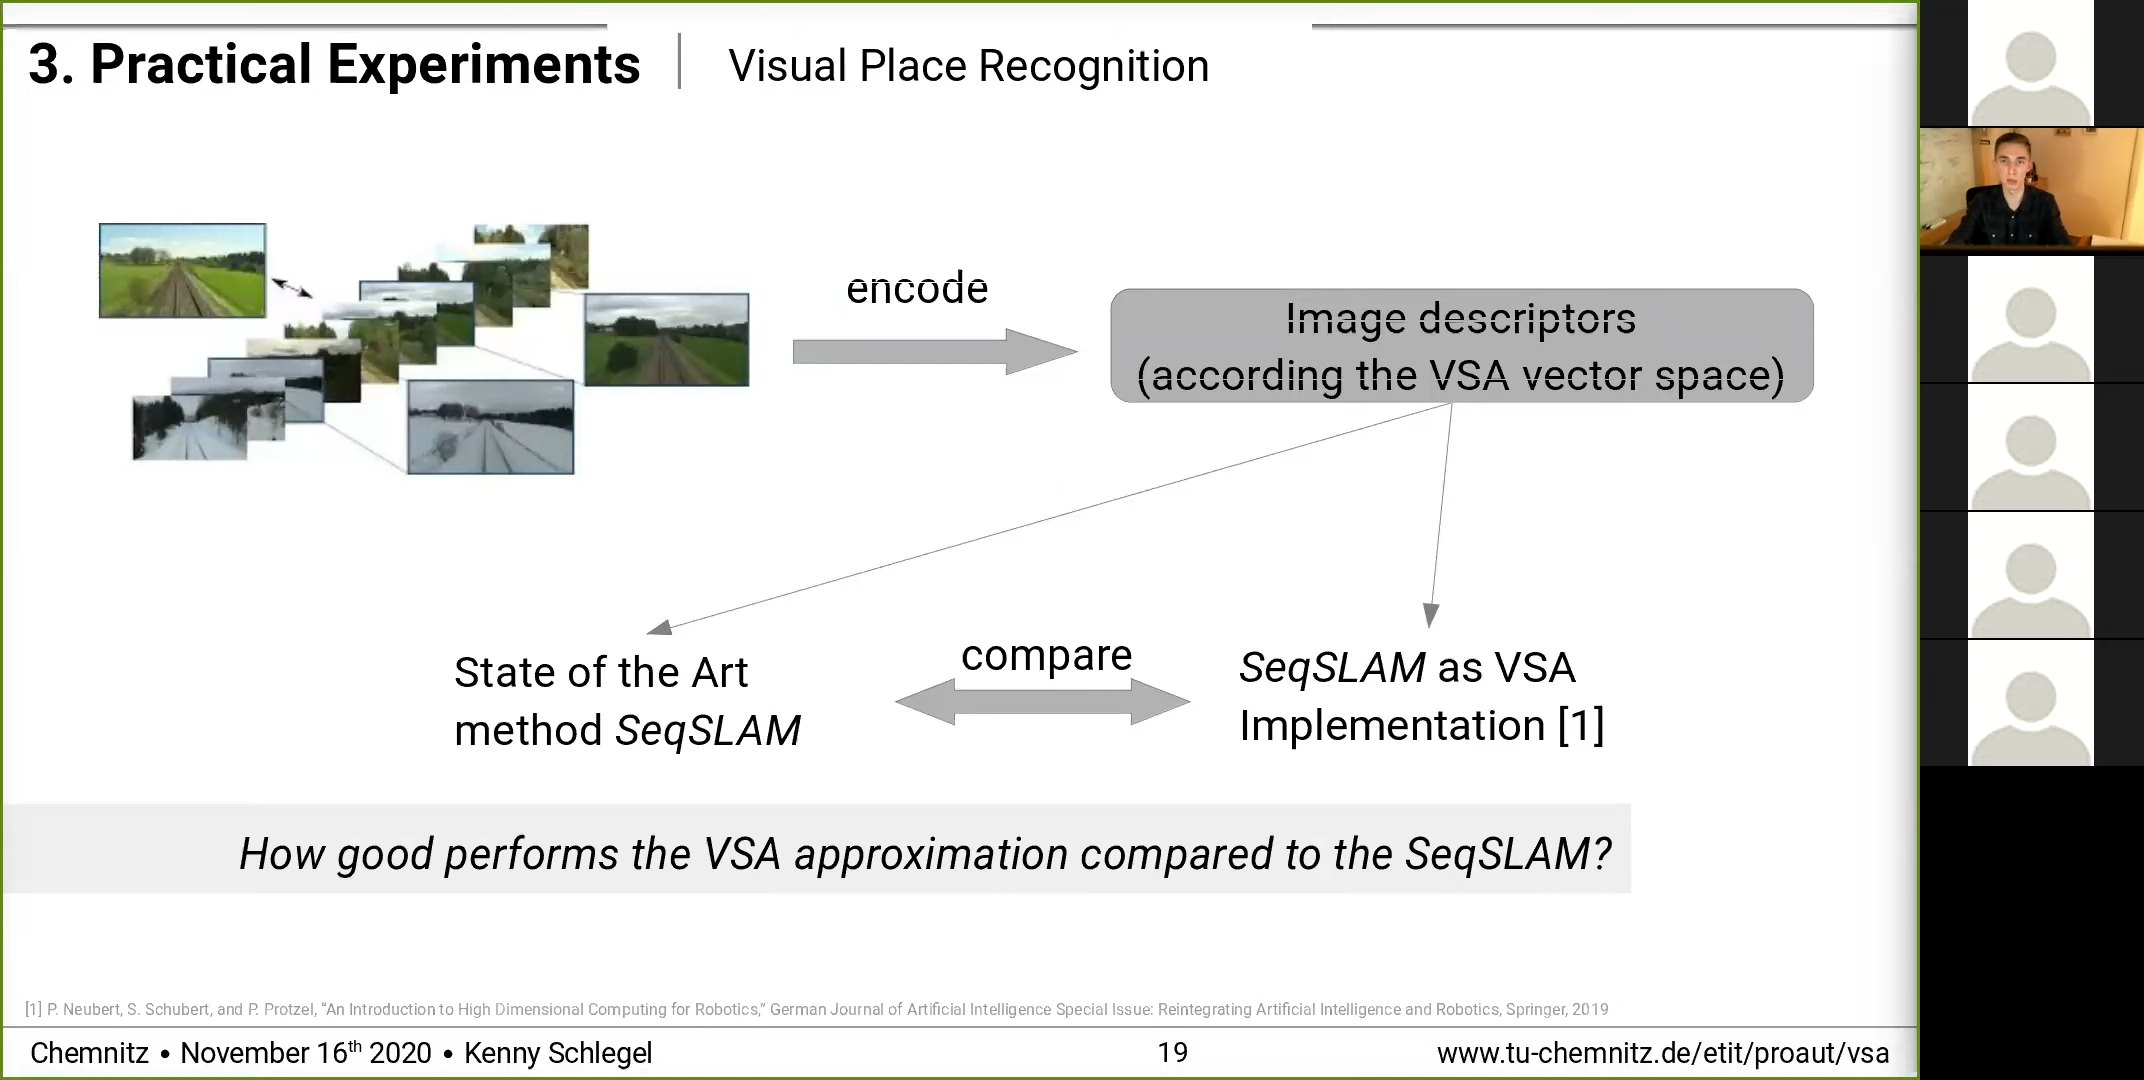 3. Practical Experiments
Visual Place Recognition
encode
Image descriptors
(according the VSA vector space)
State of the Art
method SeqSLAM
compare
SeqSLAM as VSA
Implementation [1]
How good performs the VSA approximation compared to the SeqSLAM?
[1] P. Neubert, S. Schubert, and P. Protzel, “An Introduction to High Dimensional Computing for Robotics,” German Journal of Artificial Intelligence Special Issue: Reintegrating Artificial Intelligence and Robotics, Springer, 2019
Chemnitz • November 16th 2020 • Kenny Schlegel
19
www.tu-chemnitz.de/etit/proaut/vsa